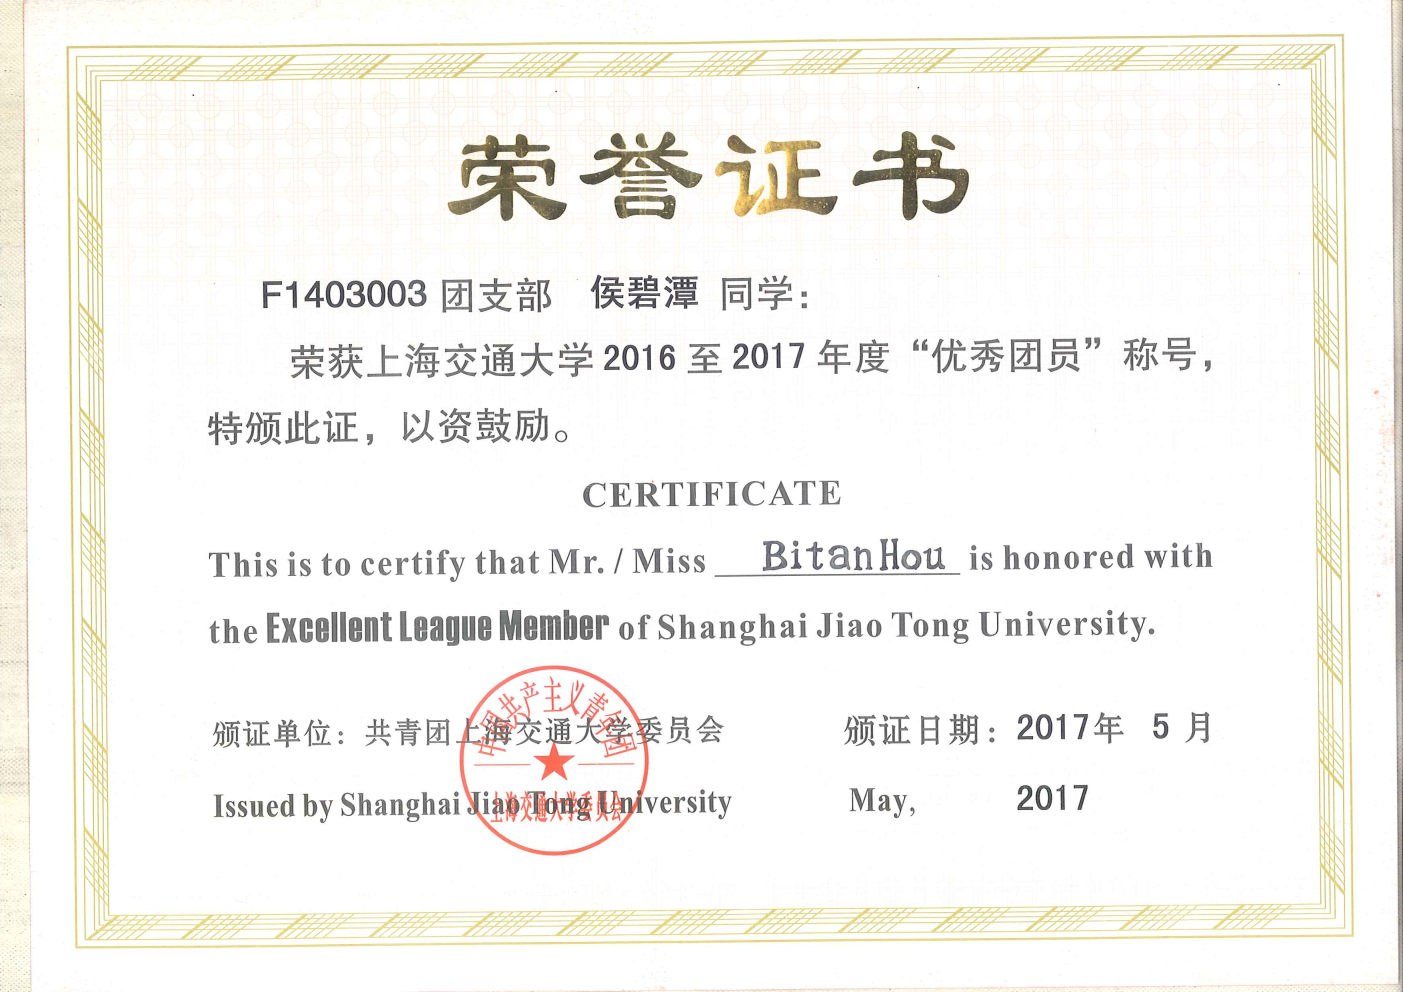 荣誉证书
F1403003 团支部 侯碧潭 同学：
荣获上海交通大学 2016 至 2017 年度“优秀团员”称号，
特颁此证，以资鼓励。
CERTIFICATE
This is to certify that Mr. / Miss BitanHou is honored with
the Excellent League Member of Shanghai Jiao Tong University.
中国共产主义青年团
颁证单位：共青团上海交通大学委员会 颁证日期：2017年 5 月
上海交通大学委员会
Issued by Shanghai Jiao Tong University May, 2017